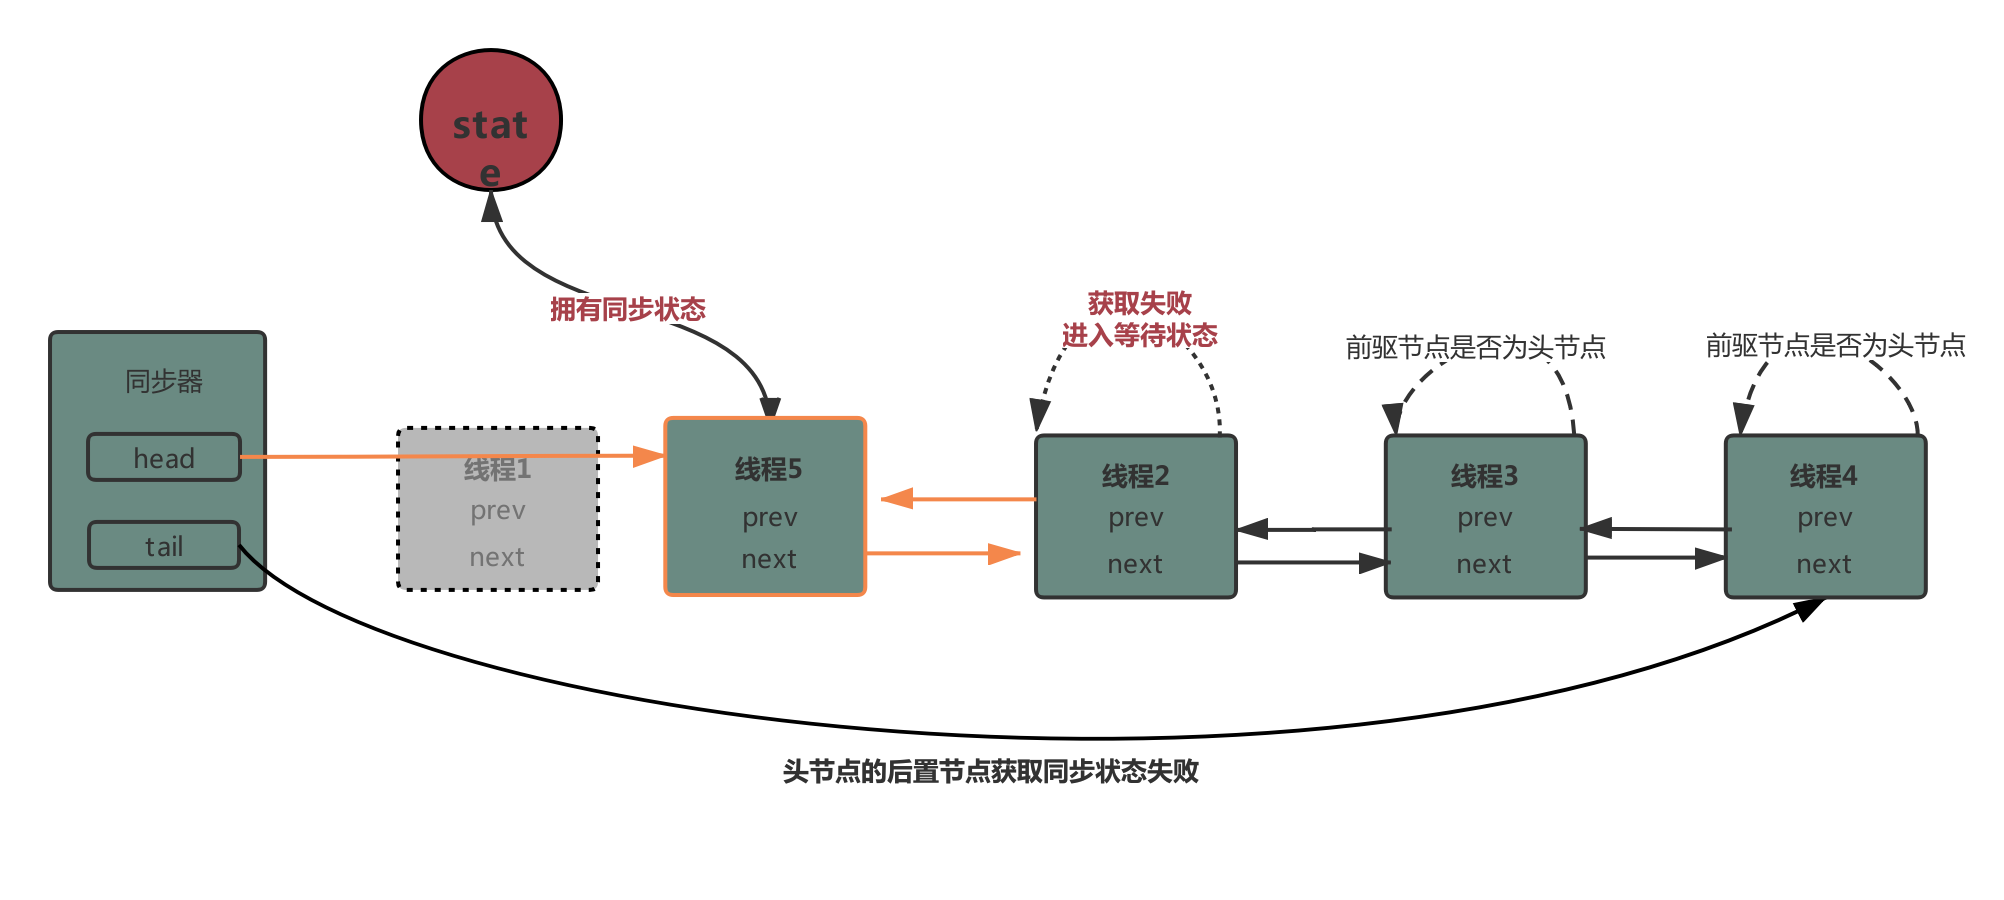 stat
e
拥有同步状态
获取失败
进入等待状态
前驱节点是否为头节点
前驱节点是否为头节点
同步器
head
tail
线程1
prev
next
线程5
prev
next
线程2
prev
next
线程3
prev
next
线程4
prev
next
头节点的后置节点获取同步状态失败